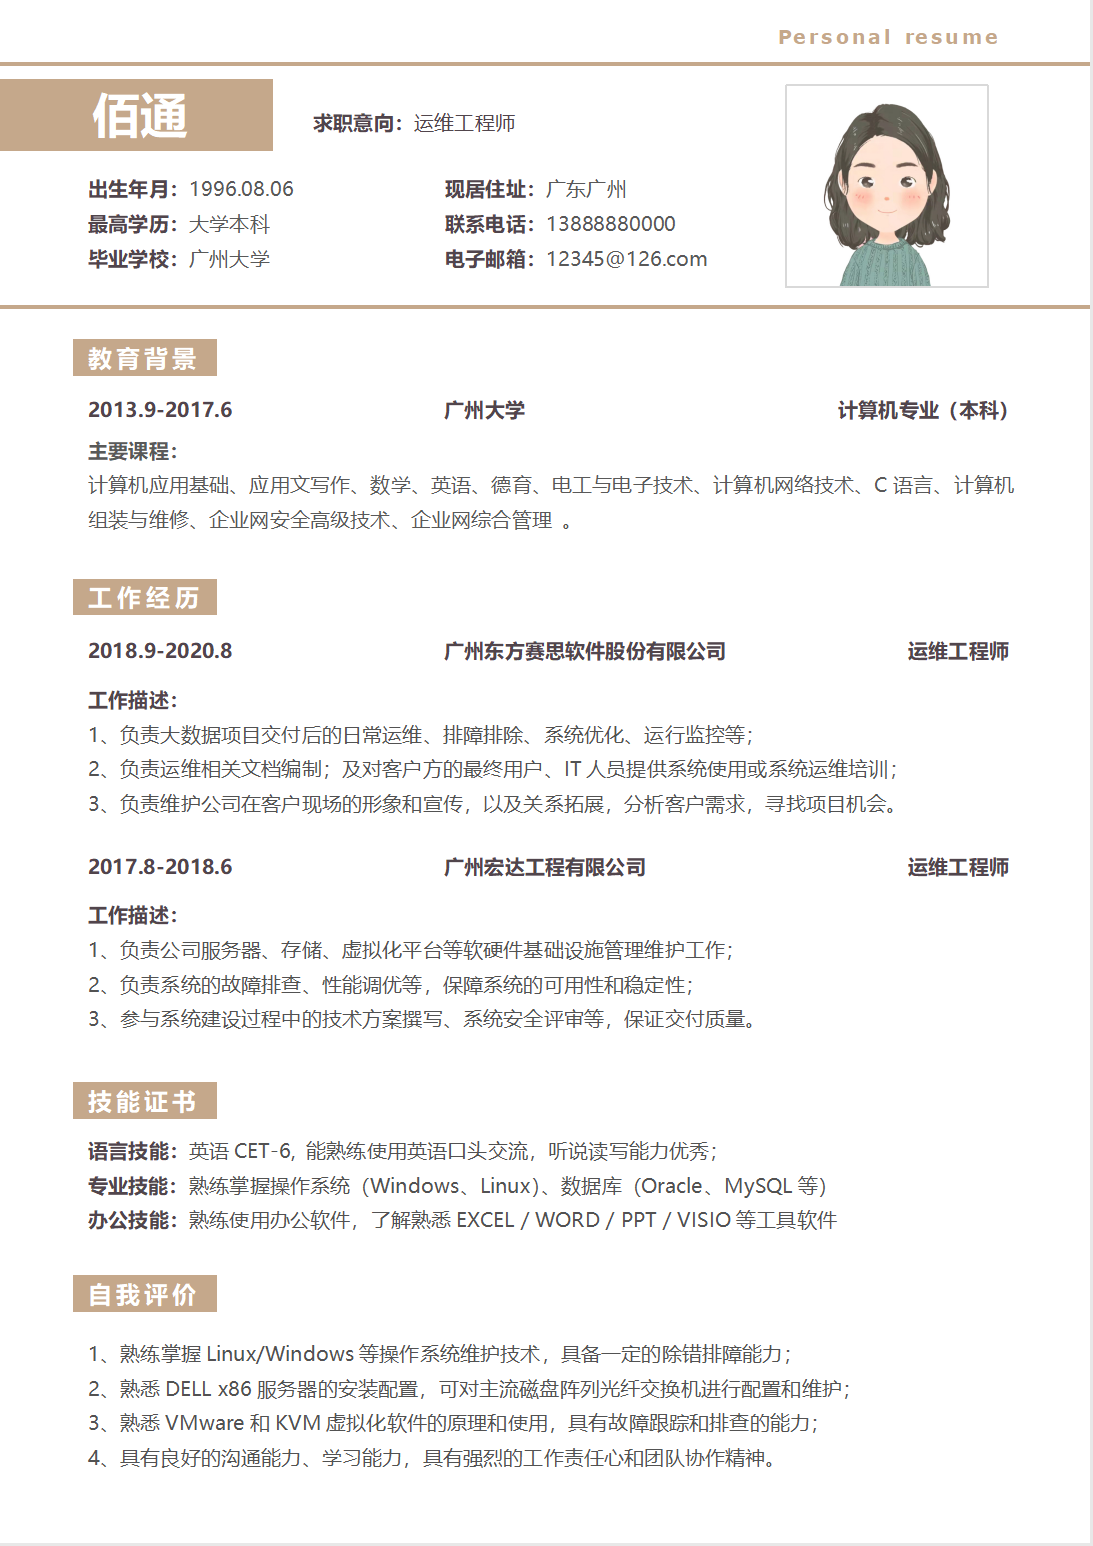 Personal resume
佰通
求职意向：运维工程师
出生年月：1996.08.06
现居住址：广东广州
最高学历：大学本科
联系电话：13888880000
毕业学校：广州大学
电子邮箱：12345@126.com
教育背景
2013.9-2017.6 广州大学 计算机专业（本科）
主要课程：
计算机应用基础、应用文写作、数学、英语、德育、电工与电子技术、计算机网络技术、C 语言、计算机
组装与维修、企业网安全高级技术、企业网综合管理 。
工作经历
2018.9-2020.8 广州东方赛思软件股份有限公司 运维工程师
工作描述：
1、负责大数据项目交付后的日常运维、排障排除、系统优化、运行监控等；
2、负责运维相关文档编制；及对客户方的最终用户、IT 人员提供系统使用或系统运维培训；
3、负责维护公司在客户现场的形象和宣传，以及关系拓展，分析客户需求，寻找项目机会。
2017.8-2018.6 广州宏达工程有限公司 运维工程师
工作描述：
1、负责公司服务器、存储、虚拟化平台等软硬件基础设施管理维护工作；
2、负责系统的故障排查、性能调优等，保障系统的可用性和稳定性；
3、参与系统建设过程中的技术方案撰写、系统安全评审等，保证交付质量。
技能证书
语言技能：英语 CET-6, 能熟练使用英语口头交流，听说读写能力优秀；
专业技能：熟练掌握操作系统（Windows、Linux）、数据库（Oracle、MySQL 等）
办公技能：熟练使用办公软件，了解熟悉 EXCEL / WORD / PPT / VISIO 等工具软件
自我评价
1、熟练掌握 Linux/Windows 等操作系统维护技术，具备一定的除错排障能力；
2、熟悉 DELL x86 服务器的安装配置，可对主流磁盘阵列光纤交换机进行配置和维护；
3、熟悉 VMware 和 KVM 虚拟化软件的原理和使用，具有故障跟踪和排查的能力；
4、具有良好的沟通能力、学习能力，具有强烈的工作责任心和团队协作精神。